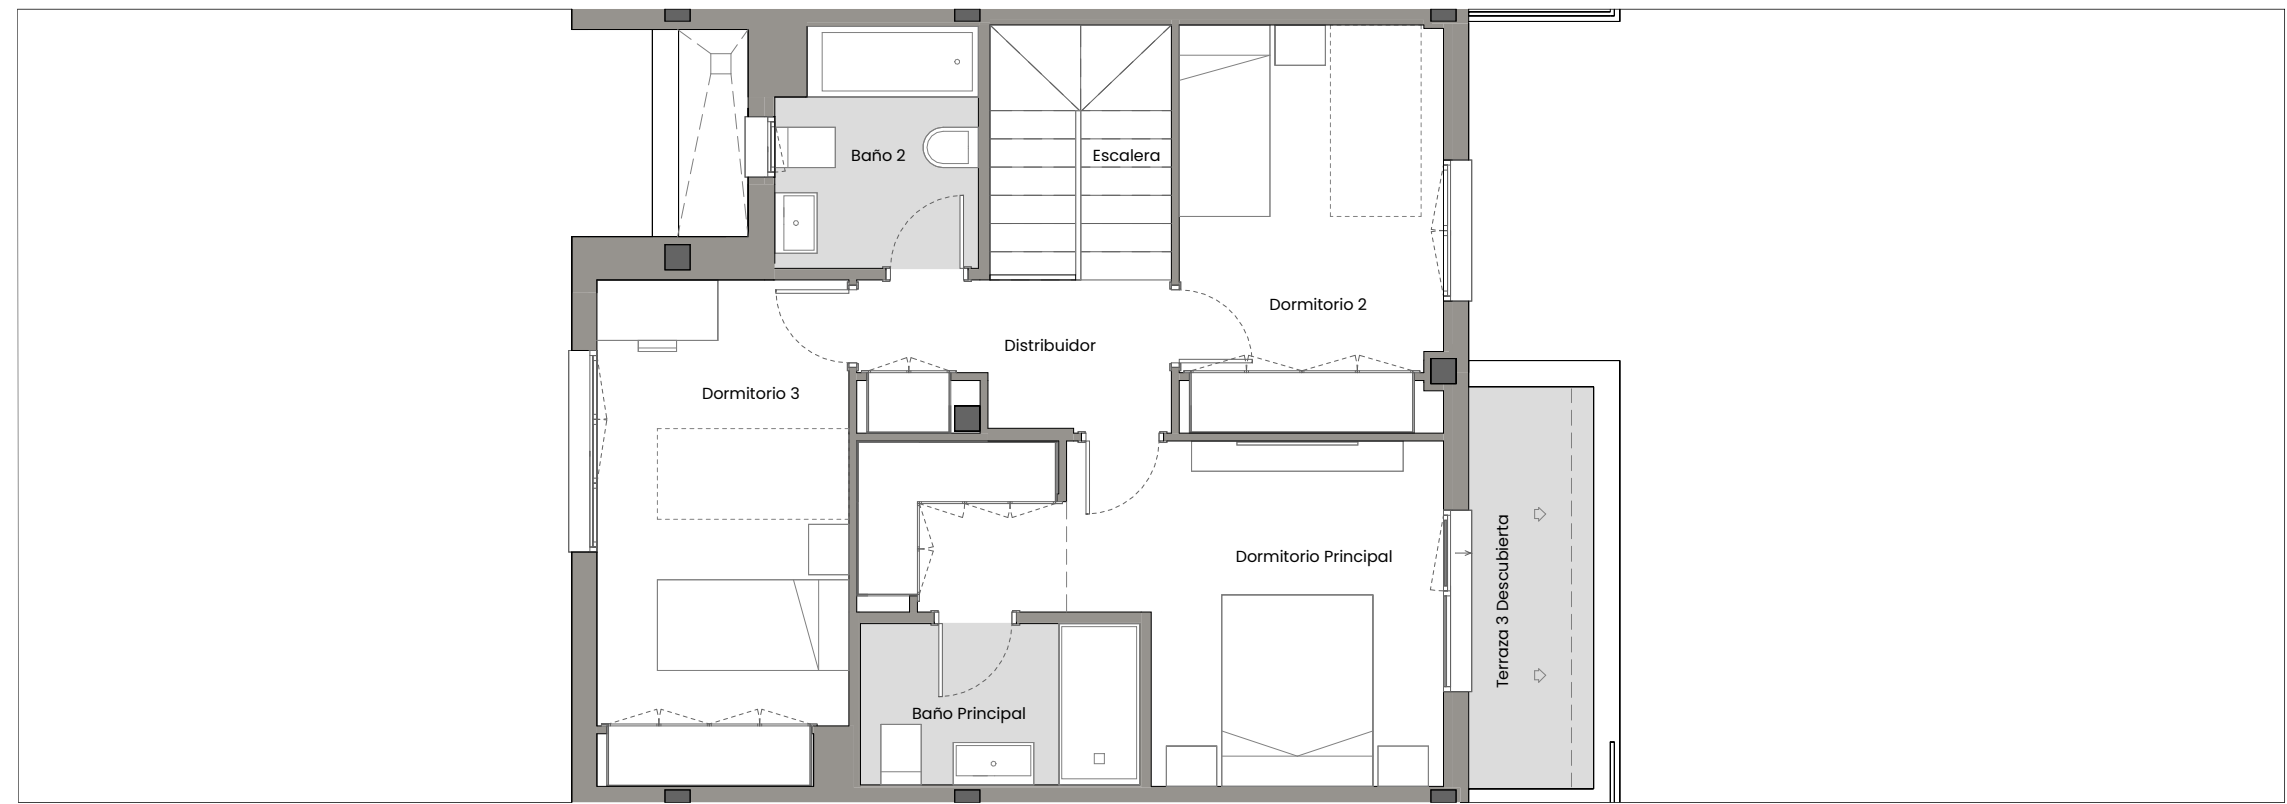 Baño 2
Escalera
Dormitorio 2
Distribuidor
Dormitorio 3
Dormitorio Principal
Terraza 3 Descubierta
Baño Principal